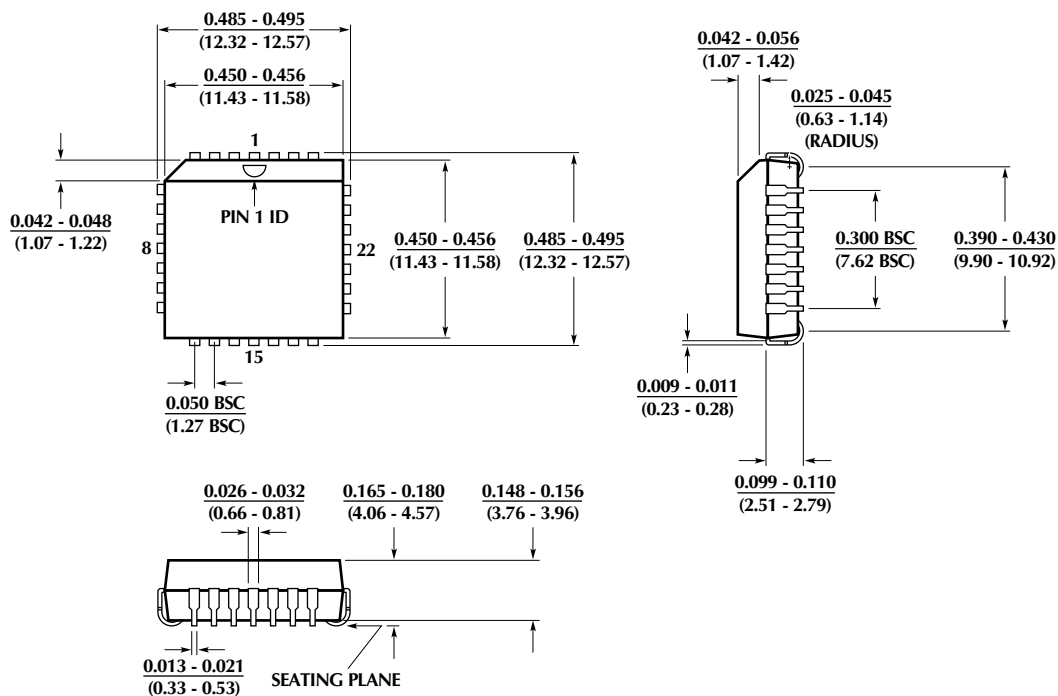 0.485 - 0.495
(12.32 - 12.57)
0.450 - 0.456
(11.43 - 11.58)
1
0.042 - 0.048
(1.07 - 1.22)
PIN 1 ID
8
22
0.450 - 0.456
(11.43 - 11.58)
0.485 - 0.495
(12.32 - 12.57)
15
0.050 BSC
(1.27 BSC)
0.042 - 0.056
(1.07 - 1.42)
0.025 - 0.045
(0.63 - 1.14)
(RADIUS)
0.300 BSC
(7.62 BSC)
0.390 - 0.430
(9.90 - 10.92)
0.009 - 0.011
(0.23 - 0.28)
0.099 - 0.110
(2.51 - 2.79)
0.026 - 0.032
(0.66 - 0.81)
0.165 - 0.180
(4.06 - 4.57)
0.148 - 0.156
(3.76 - 3.96)
0.013 - 0.021
(0.33 - 0.53)
SEATING PLANE